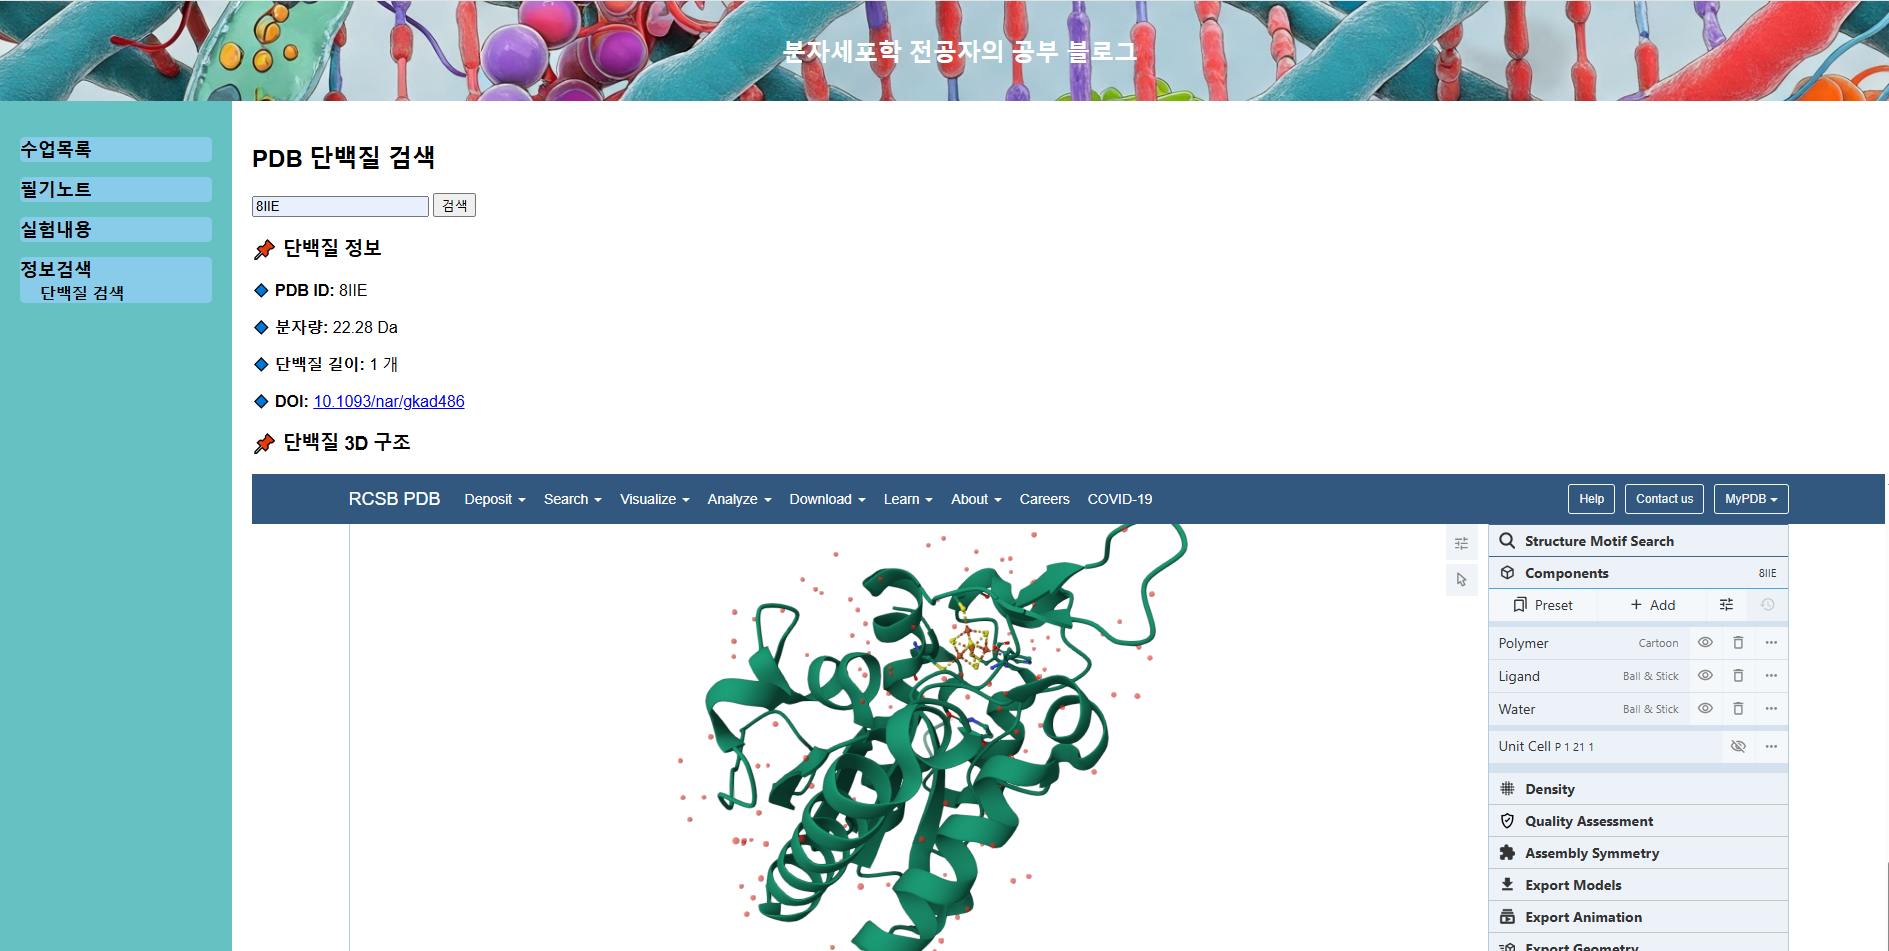 분자세포학 전공자의 공부 블로그
수업목록
필기노트
실험내용
정보검색
단백질 검색
PDB 단백질 검색
8IIE 검색
📌 단백질 정보
🔷 PDB ID: 8IIE
🔷 분자량: 22.28 Da
🔷 단백질 길이: 1 개
🔷 DOI: 10.1093/nar/gkad486
📌 단백질 3D 구조
RCSB PDB Deposit Search Visualize Analyze Download Learn About Careers COVID-19 Help Contact us MyPDB
Structure Motif Search
Components 8IIE
Preset + Add
Polymer Cartoon
Ligand Ball & Stick
Water Ball & Stick
Unit Cell P 1 21 1
Density
Quality Assessment
Assembly Symmetry
Export Models
Export Animation
Export Geometry